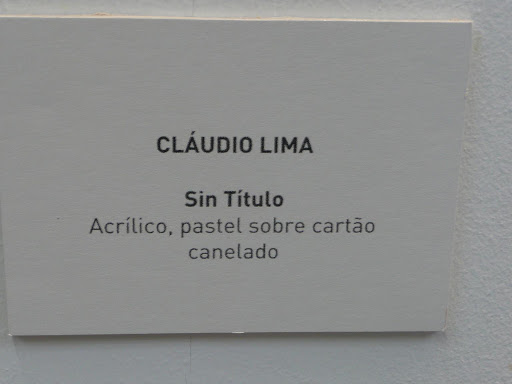 CLÁUDIO LIMA
Sin Título
Acrílico, pastel sobre cartão
canelado